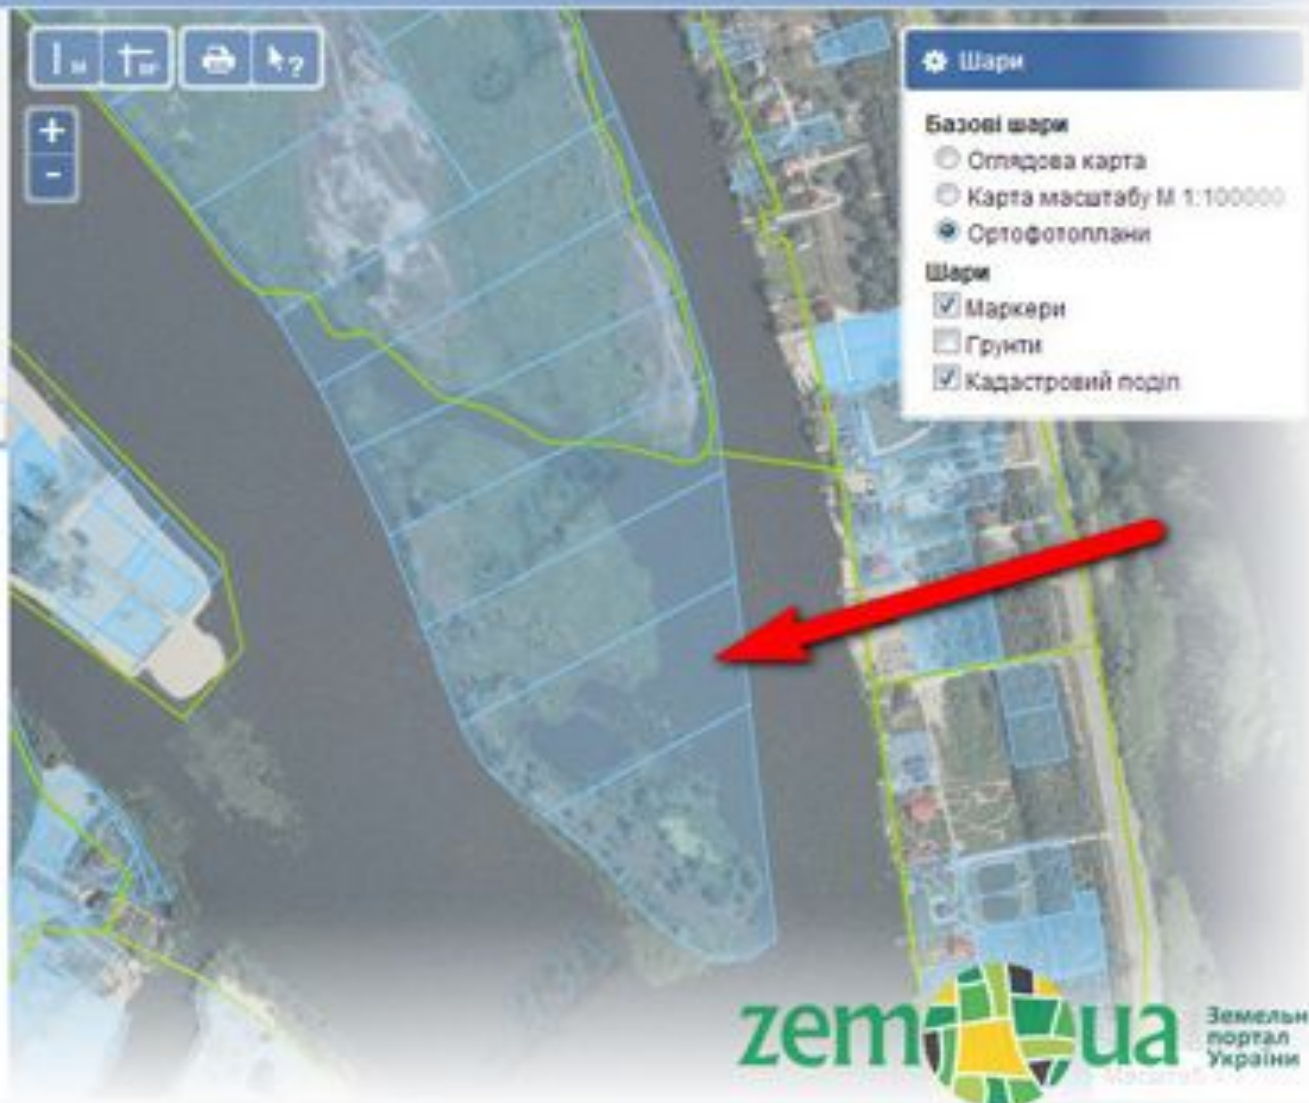 Шари
Базові шари
Оглядова карта
Карта масштабу М 1:100000
Ортофотоплани
Шари
Маркери
Грунти
Кадастровий поділ
+
-
?
zem ua
Земельн
портал
України